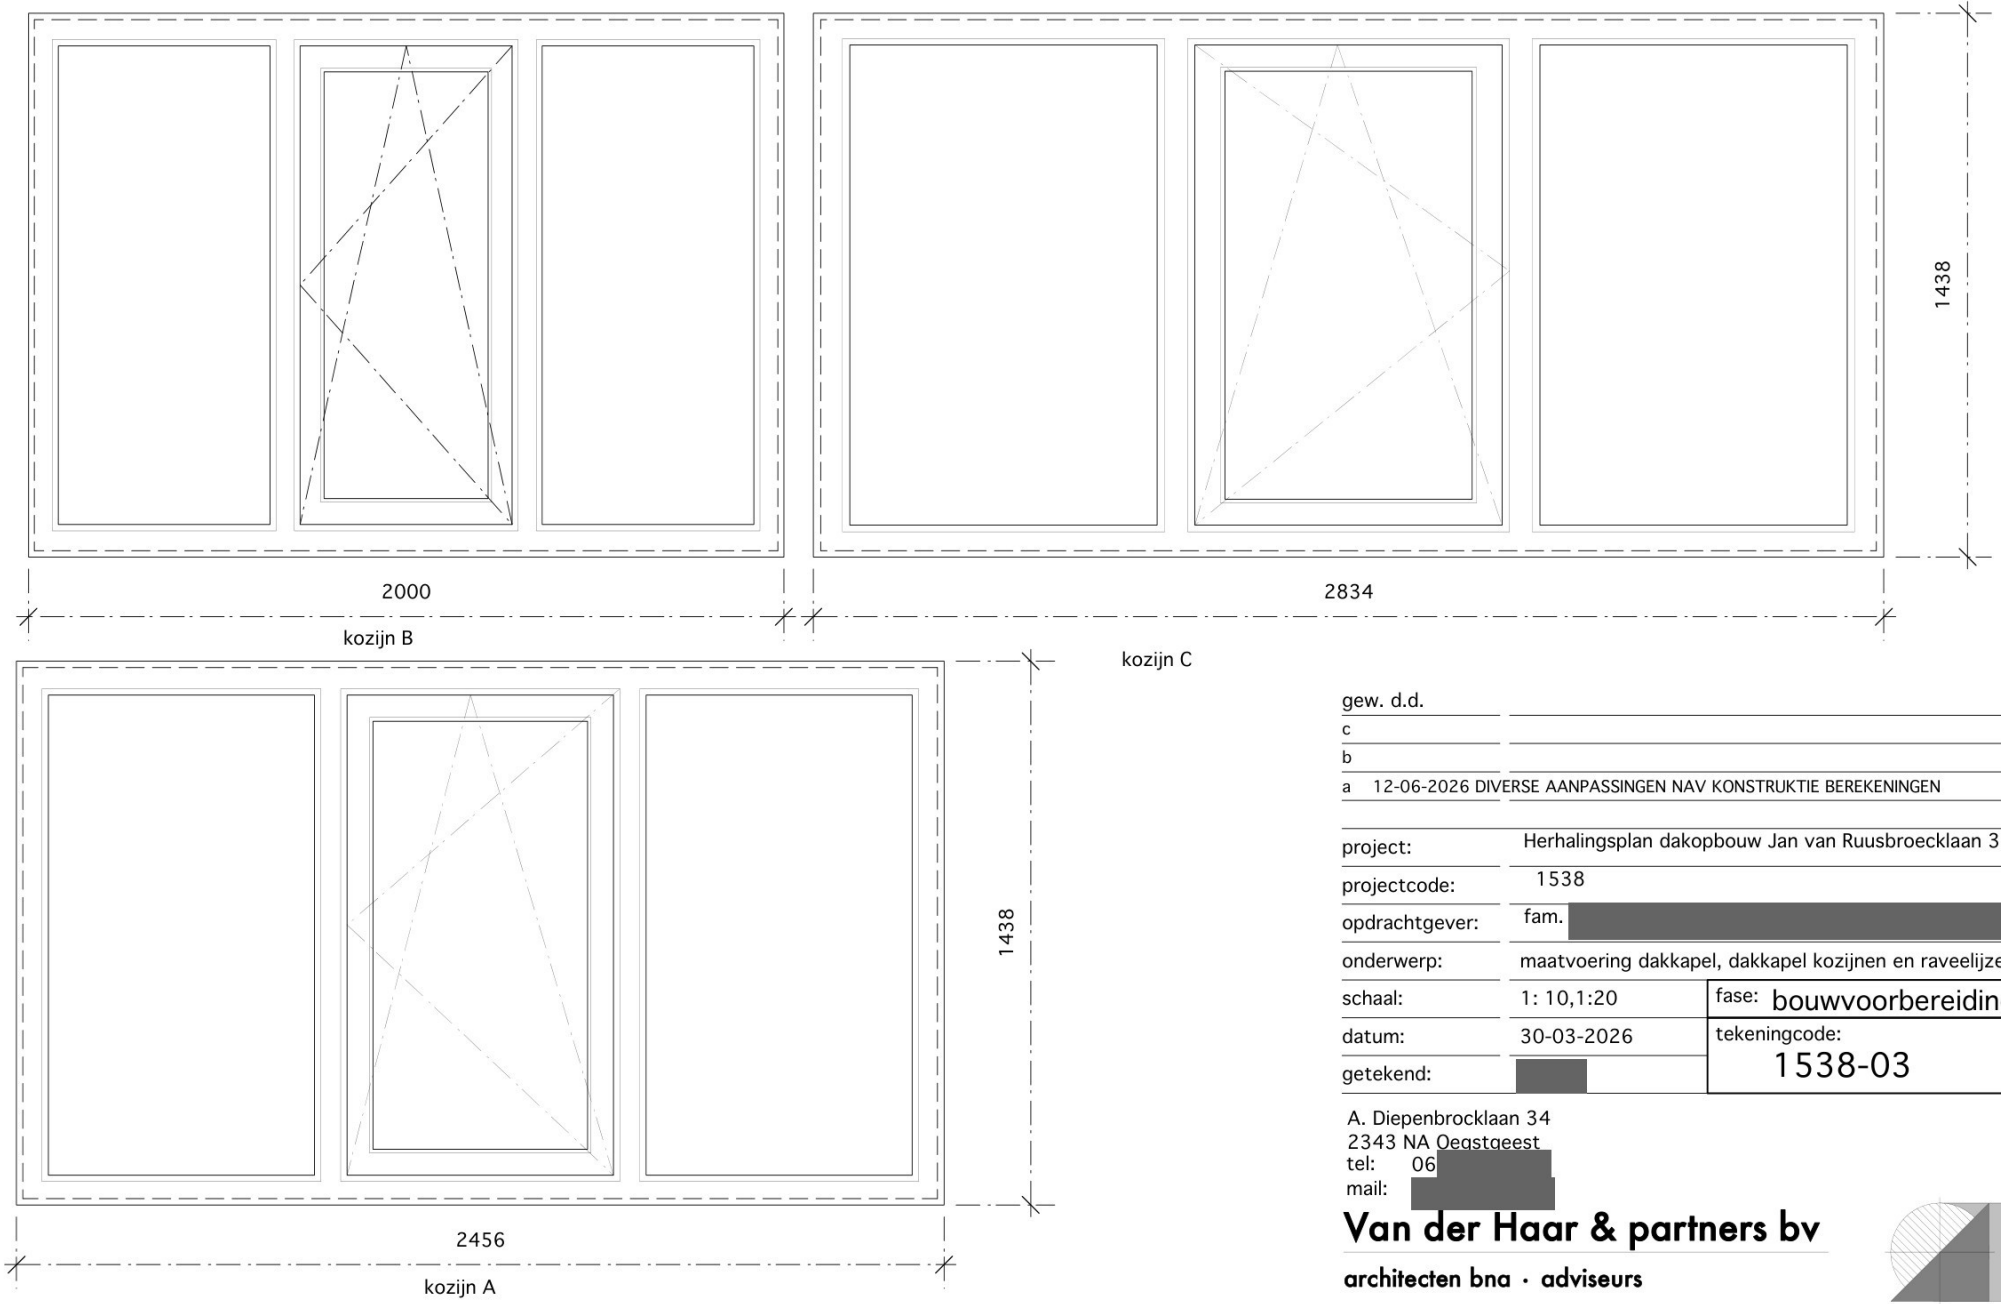 2000
kozijn B
2834
kozijn C
1438
1438
2456
kozijn A
gew. d.d.
c
b
a 12-06-2026 DIVERSE AANPASSINGEN NAV KONSTRUKTIE BEREKENINGEN
project: Herhalingsplan dakopbouw Jan van Ruusbroecklaan 3
projectcode: 1538
opdrachtgever: fam.
onderwerp: maatvoering dakkapel, dakkapel kozijnen en raveelijze
schaal: 1: 10,1:20
fase: bouwvoorbereidin
datum: 30-03-2026
tekeningcode:
1538-03
getekend:
A. Diepenbrocklaan 34
2343 NA Oegstgeest
tel: 06
mail:
Van der Haar & partners bv
architecten bna · adviseurs